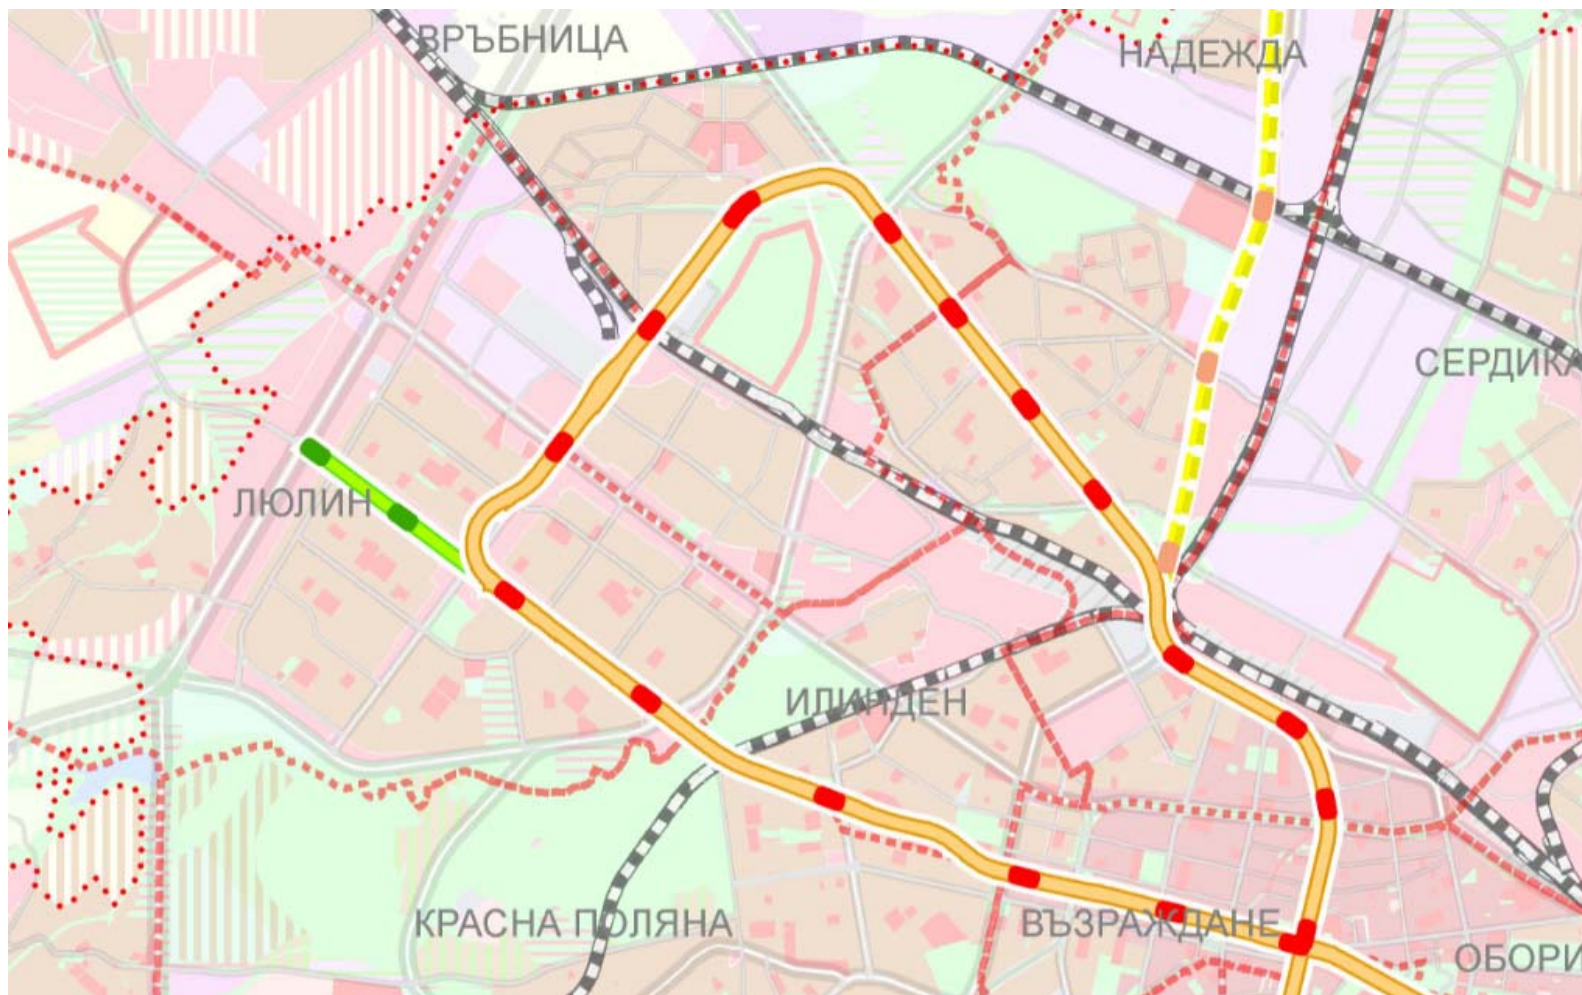 ВРЪБНИЦА
НАДЕЖДА
СЕРДИКА
ЛЮЛИН
ИЛИНДЕН
КРАСНА ПОЛЯНА
ВЪЗРАЖДАНЕ
ОБОРИ